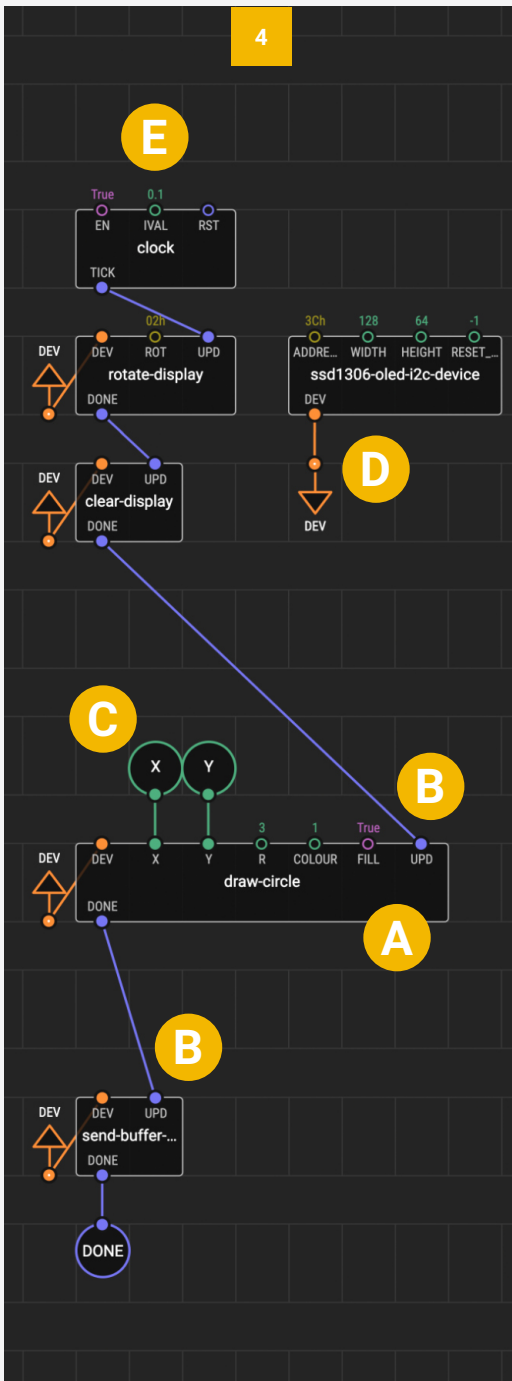 4
E
True 0.1
EN IVAL RST
clock
TICK
02h
DEV DEV ROT UPD
rotate-display
DONE
3Ch 128 64 -1
ADDRE... WIDTH HEIGHT RESET_...
ssd1306-oled-i2c-device
DEV
D
DEV
DEV DEV UPD
clear-display
DONE
C
X Y
B
3 1 True
DEV DEV X Y R COLOUR FILL UPD
draw-circle
DONE
A
B
DEV DEV UPD
send-buffer-...
DONE
DONE